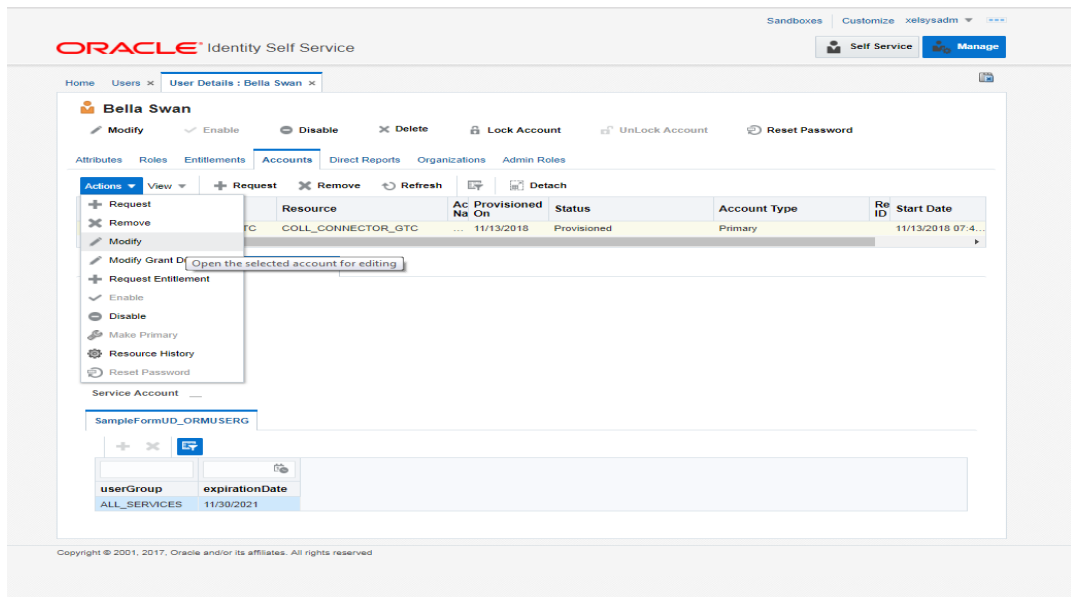 Sandboxes Customize xelsysadm
ORACLE Identity Self Service Self Service Manage
Home Users × User Details : Bella Swan ×
Bella Swan
Modify Enable Disable Delete Lock Account UnLock Account Reset Password
Attributes Roles Entitlements Accounts Direct Reports Organizations Admin Roles
Actions View Request Remove Refresh Detach
Request Resource Ac Na Provisioned On Status Account Type Re ID Start Date
Remove TC COLL_CONNECTOR_GTC ... 11/13/2018 Provisioned Primary 11/13/2018 07:4...
Modify
Modify Grant D Open the selected account for editing
Request Entitlement
Enable
Disable
Make Primary
Resource History
Reset Password
Service Account
SampleFormUD_ORMUSERG
userGroup expirationDate
ALL_SERVICES 11/30/2021
Copyright © 2001, 2017, Oracle and/or its affiliates. All rights reserved